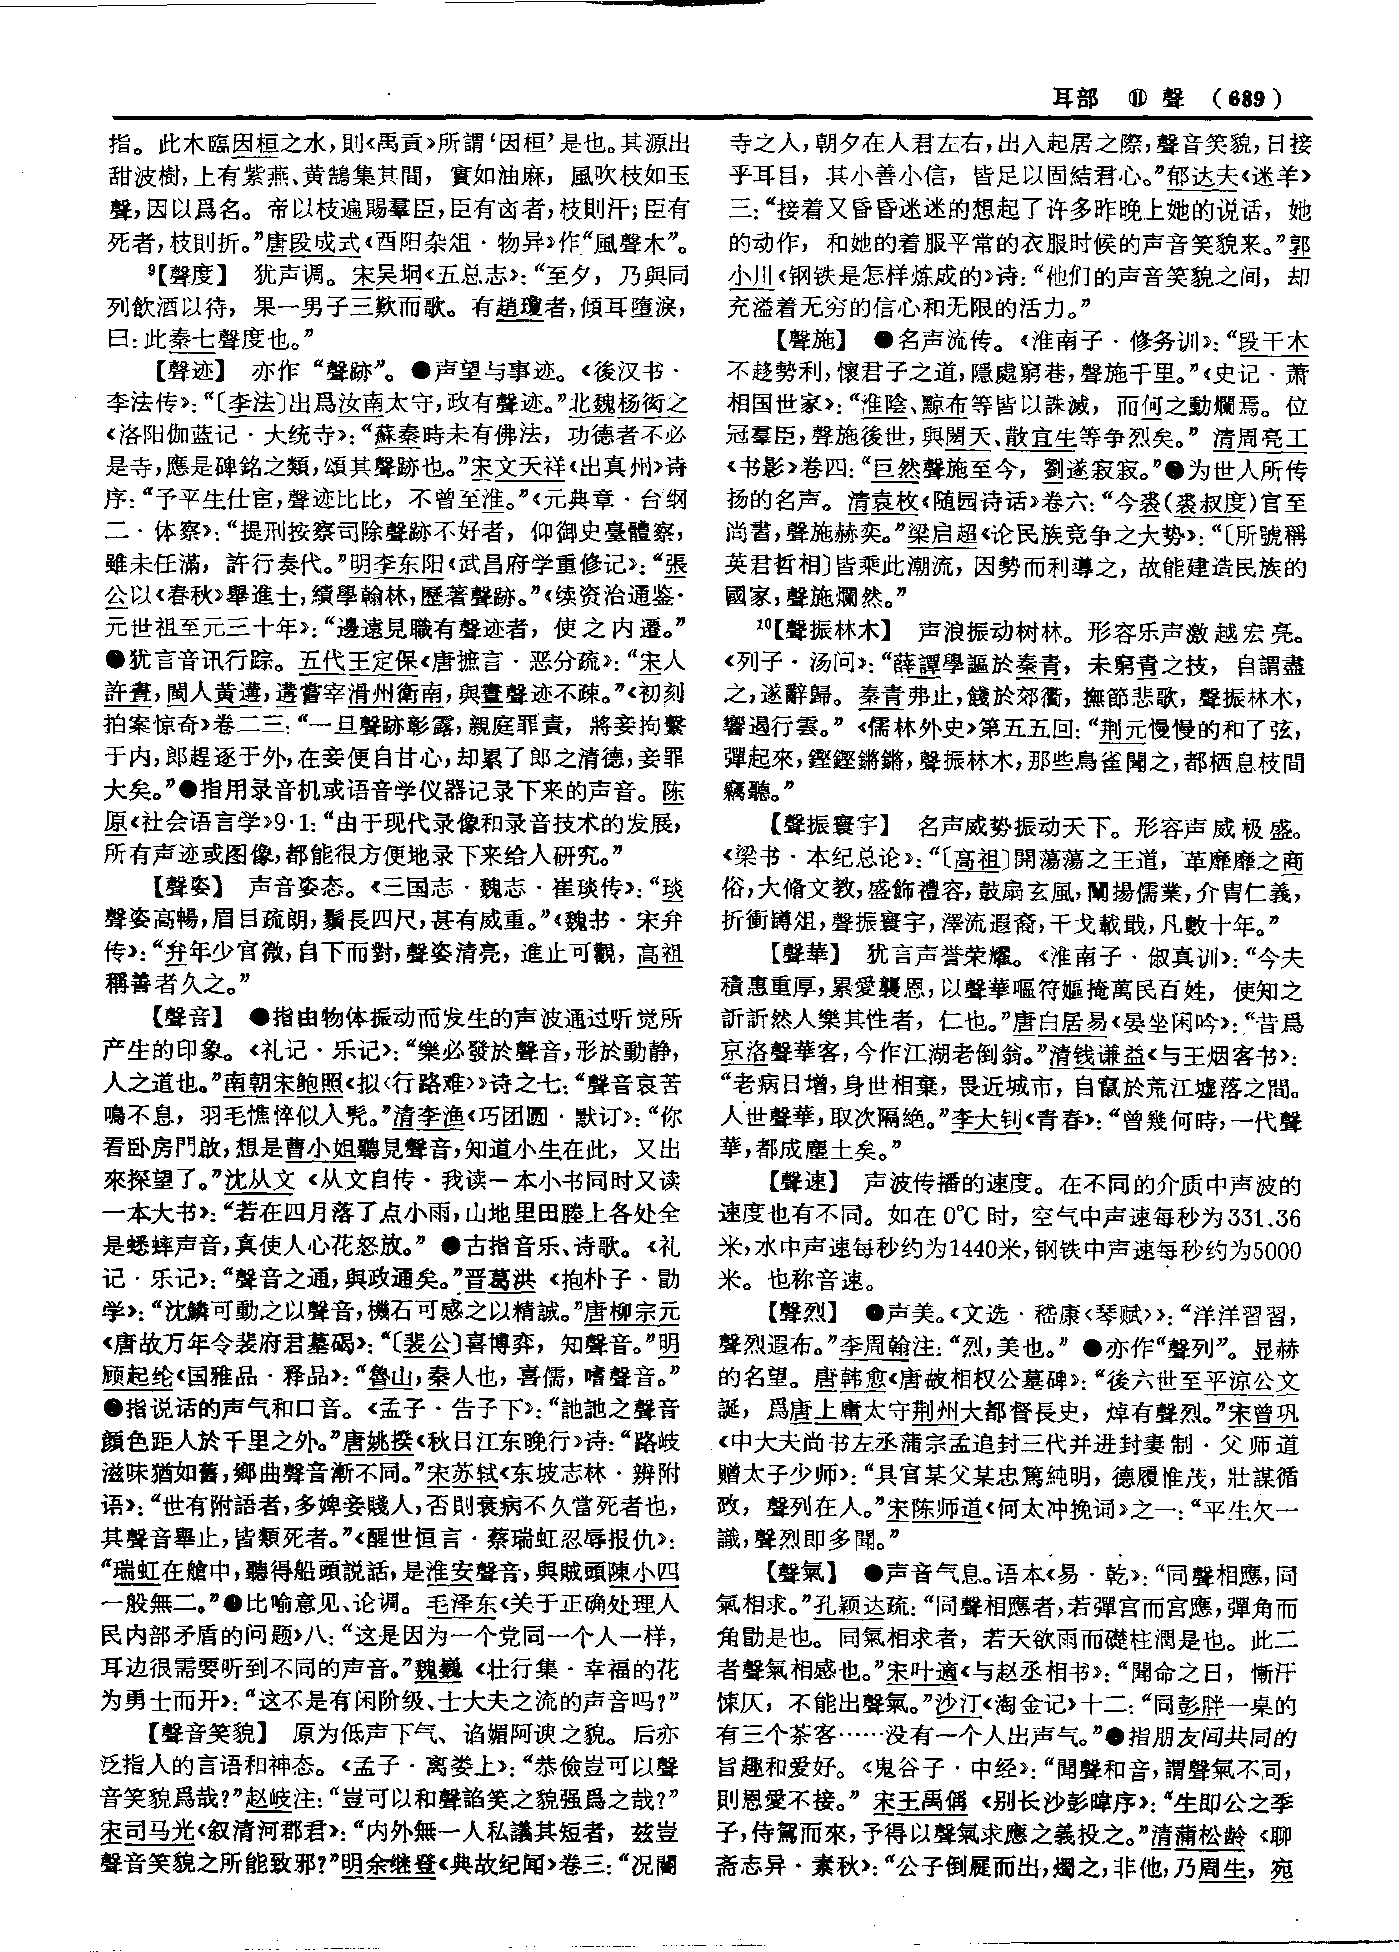 耳部 ⑪ 聲 (689)
指。此木臨因桓之水，則《禹貢》所謂‘因桓’是也。其源出
甜波樹，上有紫燕、黄鵠集其間，實如油麻，風吹枝如玉
聲，因以爲名。帝以枝遍賜羣臣，臣有凶者，枝則汗；臣有
死者，枝則折。”唐段成式《酉阳杂俎·物异》作“風聲木”。
⁹【聲度】 犹声调。宋吴坰《五总志》：“至夕，乃與同
列飲酒以待，果一男子三歎而歌。有趙瓊者，傾耳墮淚，
曰：此秦七聲度也。”
【聲迹】 亦作“聲跡”。●声望与事迹。《後汉书·
李法传》：“〔李法〕出爲汝南太守，政有聲迹。”北魏杨衒之
《洛阳伽蓝记·大统寺》：“蘇秦時未有佛法，功德者不必
是寺，應是碑銘之類，頌其聲跡也。”宋文天祥《出真州》诗
序：“予平生仕宦，聲迹比比，不曾至淮。”《元典章·台纲
二·体察》：“提刑按察司除聲跡不好者，仰御史臺體察，
雖未任滿，許行奏代。”明李东阳《武昌府学重修记》：“張
公以《春秋》舉進士，績學翰林，歷著聲跡。”《续资治通鉴·
元世祖至元三十年》：“邊遠見職有聲迹者，使之内遷。”
●犹言音讯行踪。五代王定保《唐摭言·恶分疏》：“宋人
許晝，閩人黄遘，遘嘗宰滑州衛南，與晝聲迹不疎。”《初刻
拍案惊奇》卷二三：“一旦聲跡彰露，親庭罪責，將妾拘繫
于内，郎趕逐于外，在妾便自甘心，却累了郎之清德，妾罪
大矣。”●指用录音机或语音学仪器记录下来的声音。陈
原《社会语言学》9·1：“由于现代录像和录音技术的发展，
所有声迹或图像，都能很方便地录下来给人研究。”
【聲姿】 声音姿态。《三国志·魏志·崔琰传》：“琰
聲姿高暢，眉目疏朗，鬚長四尺，甚有威重。”《魏书·宋弁
传》：“弁年少官微，自下而對，聲姿清亮，進止可觀，高祖
稱善者久之。”
【聲音】 ●指由物体振动而发生的声波通过听觉所
产生的印象。《礼记·乐记》：“樂必發於聲音，形於動静，
人之道也。”南朝宋鲍照《拟〈行路难〉》诗之七：“聲音哀苦
鳴不息，羽毛憔悴似人髡。”清李渔《巧团圆·默订》：“你
看卧房門啟，想是曹小姐聽見聲音，知道小生在此，又出
來探望了。”沈从文《从文自传·我读一本小书同时又读
一本大书》：“若在四月落了点小雨，山地里田塍上各处全
是蟋蟀声音，真使人心花怒放。” ●古指音乐、诗歌。《礼
记·乐记》：“聲音之通，與政通矣。”晋葛洪《抱朴子·勖
学》：“沈鱗可動之以聲音，機石可感之以精誠。”唐柳宗元
《唐故万年令裴府君墓碣》：“〔裴公〕喜博弈，知聲音。”明
顾起纶《国雅品·释品》：“魯山，秦人也，喜儒，嗜聲音。”
●指说话的声气和口音。《孟子·告子下》：“訑訑之聲音
顔色距人於千里之外。”唐姚揆《秋日江东晚行》诗：“路岐
滋味猶如舊，鄉曲聲音漸不同。”宋苏轼《东坡志林·辨附
语》：“世有附語者，多婢妾賤人，否則衰病不久當死者也，
其聲音舉止，皆類死者。”《醒世恒言·蔡瑞虹忍辱报仇》：
“瑞虹在艙中，聽得船頭説話，是淮安聲音，與賊頭陳小四
一般無二。”●比喻意见、论调。毛泽东《关于正确处理人
民内部矛盾的问题》八：“这是因为一个党同一个人一样，
耳边很需要听到不同的声音。”魏巍《壮行集·幸福的花
为勇士而开》：“这不是有闲阶级、士大夫之流的声音吗？”
【聲音笑貌】 原为低声下气、谄媚阿谀之貌。后亦
泛指人的言语和神态。《孟子·离娄上》：“恭儉豈可以聲
音笑貌爲哉？”赵岐注：“豈可以和聲諂笑之貌强爲之哉？”
宋司马光《叙清河郡君》：“内外無一人私議其短者，兹豈
聲音笑貌之所能致邪？”明余继登《典故纪闻》卷三：“况閹
寺之人，朝夕在人君左右，出入起居之際，聲音笑貌，日接
乎耳目，其小善小信，皆足以固結君心。”郁达夫《迷羊》
三：“接着又昏昏迷迷的想起了许多昨晚上她的说话，她
的动作，和她的着服平常的衣服时候的声音笑貌来。”郭
小川《钢铁是怎样炼成的》诗：“他们的声音笑貌之间，却
充溢着无穷的信心和无限的活力。”
【聲施】 ●名声流传。《淮南子·修务训》：“段干木
不趍勢利，懷君子之道，隱處窮巷，聲施千里。”《史记·萧
相国世家》：“淮陰、黥布等皆以誅滅，而何之勳爛焉。位
冠羣臣，聲施後世，與閎夭、散宜生等争烈矣。”清周亮工
《书影》卷四：“巨然聲施至今，劉遂寂寂。”●为世人所传
扬的名声。清袁枚《随园诗话》卷六：“今裘（裘叔度）官至
尚書，聲施赫奕。”梁启超《论民族竞争之大势》：“〔所號稱
英君哲相〕皆乘此潮流，因勢而利導之，故能建造民族的
國家，聲施爛然。”
¹⁰【聲振林木】 声浪振动树林。形容乐声激越宏亮。
《列子·汤问》：“薛譚學謳於秦青，未窮青之技，自謂盡
之，遂辭歸。秦青弗止，餞於郊衢，撫節悲歌，聲振林木，
響遏行雲。”《儒林外史》第五五回：“荆元慢慢的和了弦，
彈起來，鏗鏗鏘鏘，聲振林木，那些鳥雀聞之，都栖息枝間
竊聽。”
【聲振寰宇】 名声威势振动天下。形容声威极盛。
《梁书·本纪总论》：“〔高祖〕開蕩蕩之王道，革靡靡之商
俗，大脩文教，盛飾禮容，鼓扇玄風，闡揚儒業，介胄仁義，
折衝罇俎，聲振寰宇，澤流遐裔，干戈載戢，凡數十年。”
【聲華】 犹言声誉荣耀。《淮南子·俶真训》：“今夫
積惠重厚，累愛襲恩，以聲華嘔符嫗掩萬民百姓，使知之
訢訢然人樂其性者，仁也。”唐白居易《晏坐闲吟》：“昔爲
京洛聲華客，今作江湖老倒翁。”清钱谦益《与王烟客书》：
“老病日增，身世相棄，畏近城市，自竄於荒江墟落之間。
人世聲華，取次隔絶。”李大钊《青春》：“曾幾何時，一代聲
華，都成塵土矣。”
【聲速】 声波传播的速度。在不同的介质中声波的
速度也有不同。如在0℃时，空气中声速每秒为331.36
米，水中声速每秒约为1440米，钢铁中声速每秒约为5000
米。也称音速。
【聲烈】 ●声美。《文选·嵇康〈琴赋〉》：“洋洋習習，
聲烈遐布。”李周翰注：“烈，美也。” ●亦作“聲列”。显赫
的名望。唐韩愈《唐故相权公墓碑》：“後六世至平涼公文
誕，爲唐上庸太守荆州大都督長史，焯有聲烈。”宋曾巩
《中大夫尚书左丞蒲宗孟追封三代并进封妻制·父师道
赠太子少师》：“具官某父某忠篤純明，德履惟茂，壯謀循
政，聲列在人。”宋陈师道《何太冲挽词》之一：“平生欠一
識，聲烈即多聞。”
【聲氣】 ●声音气息。语本《易·乾》：“同聲相應，同
氣相求。”孔颖达疏：“同聲相應者，若彈宫而宫應，彈角而
角動是也。同氣相求者，若天欲雨而礎柱潤是也。此二
者聲氣相感也。”宋叶適《与赵丞相书》：“聞命之日，慚汗
悚仄，不能出聲氣。”沙汀《淘金记》十二：“同彭胖一桌的
有三个茶客……没有一个人出声气。”●指朋友间共同的
旨趣和爱好。《鬼谷子·中经》：“聞聲和音，謂聲氣不同，
則恩愛不接。”宋王禹偁《别长沙彭暐序》：“生即公之季
子，侍駕而來，予得以聲氣求應之義投之。”清蒲松龄《聊
斋志异·素秋》：“公子倒屣而出，燭之，非他，乃周生，宛